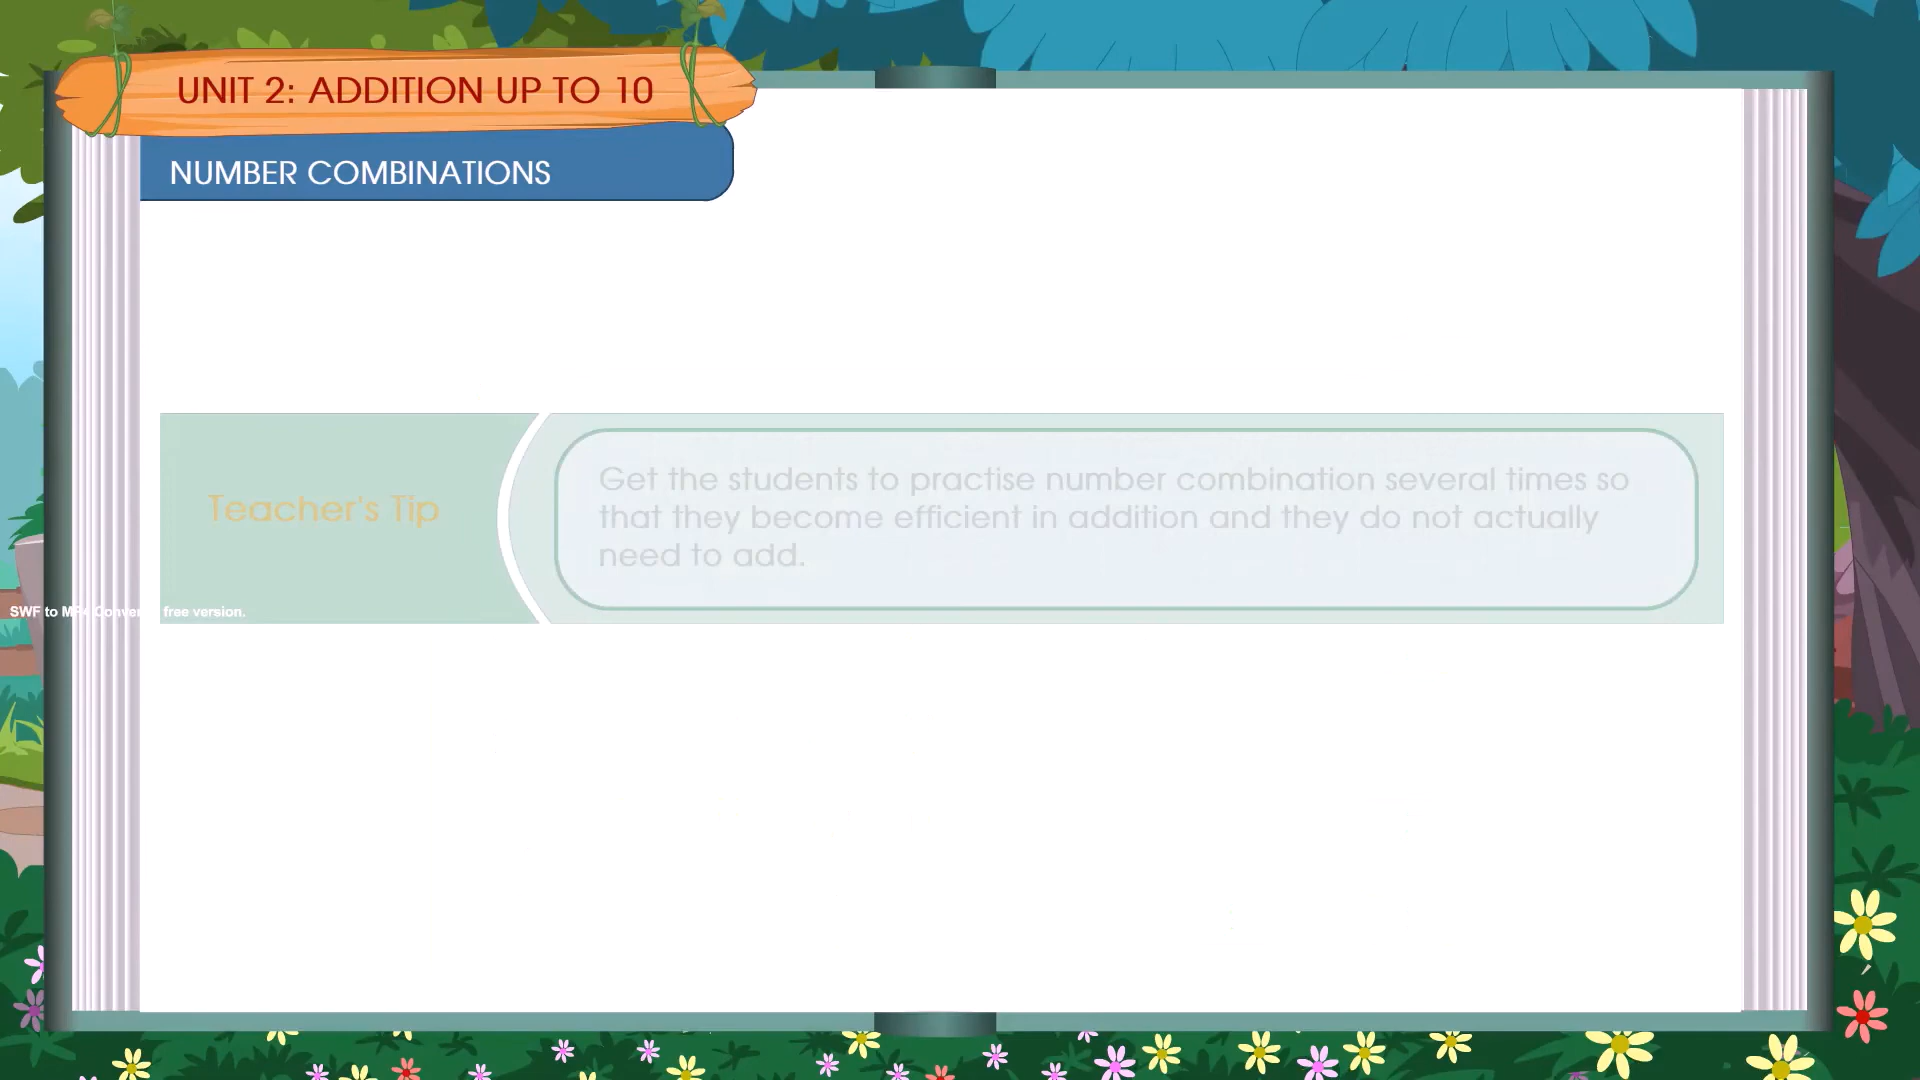 UNIT 2: ADDITION UP TO 10
NUMBER COMBINATIONS
Teacher's Tip
Get the students to practise number combination several times so
that they become efficient in addition and they do not actually
need to add.
SWF to MP4 Converter free version.